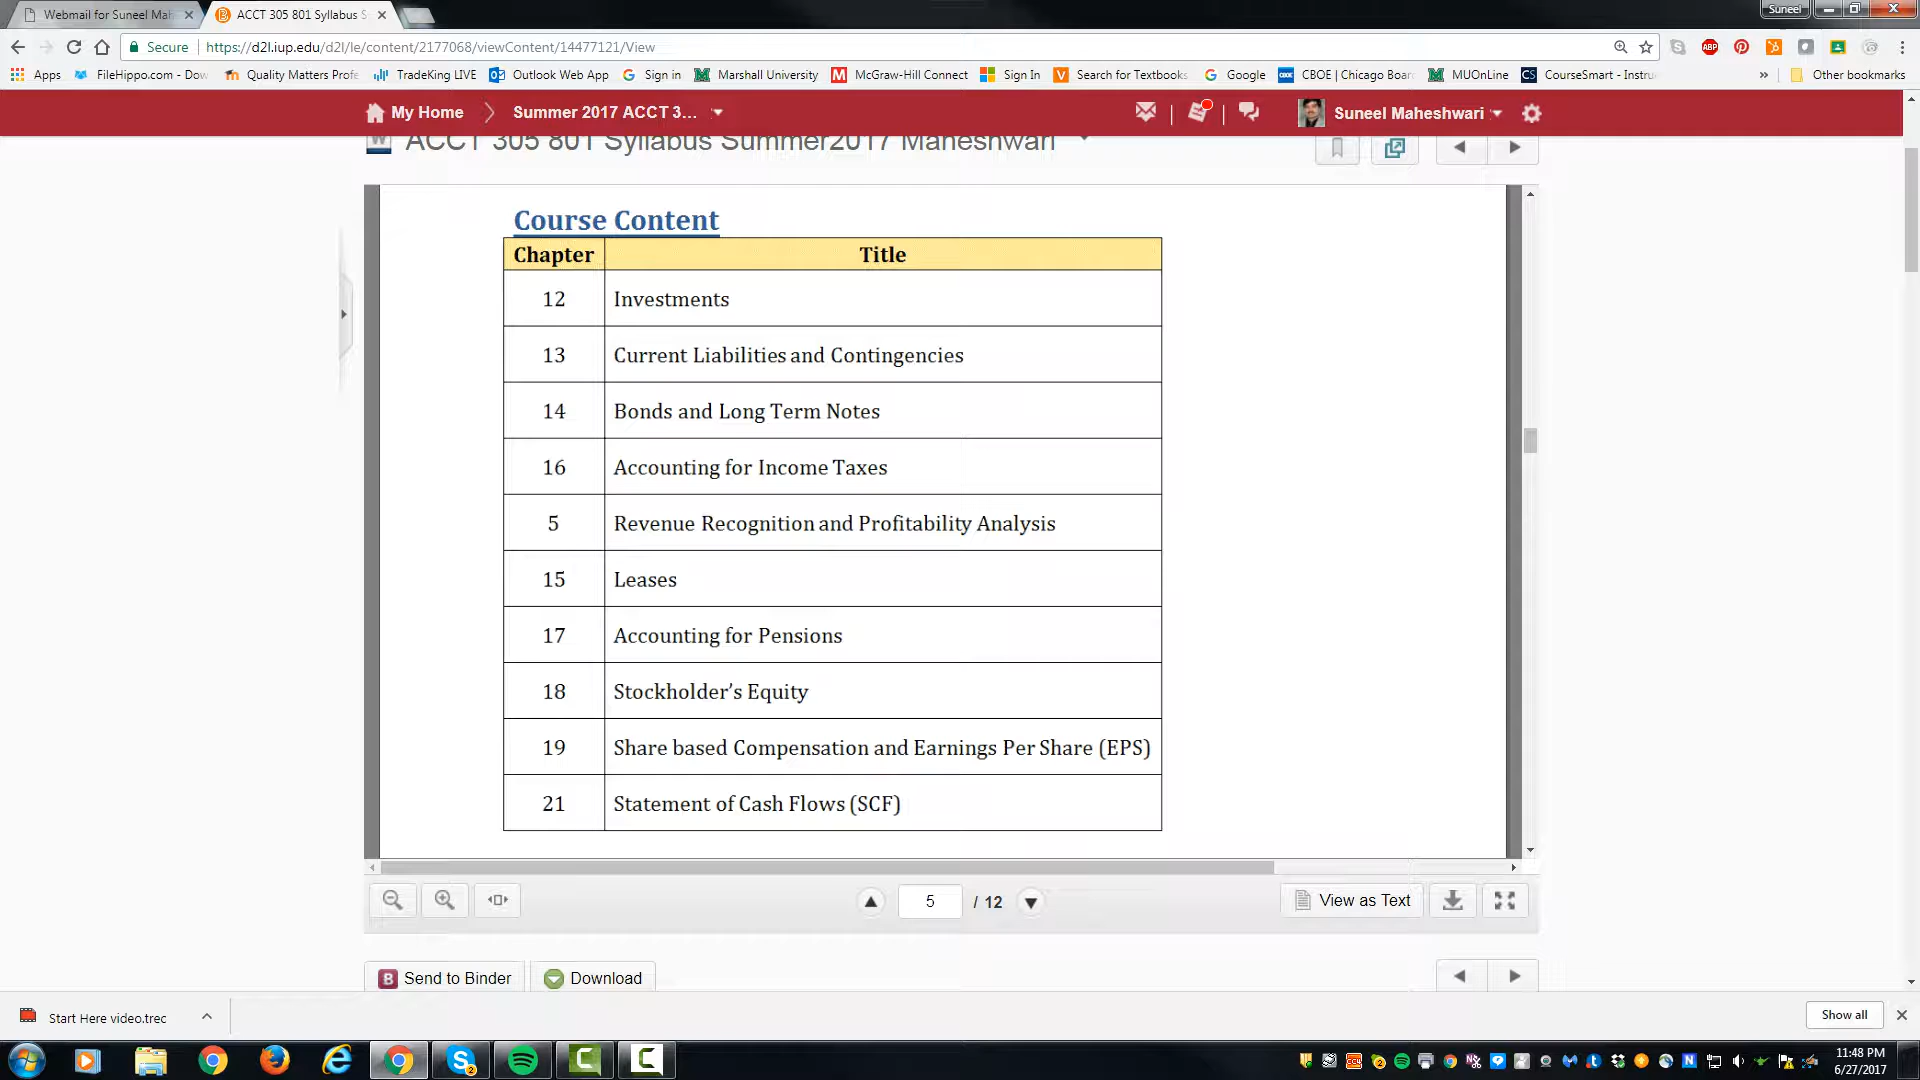 Webmail for Suneel Mah
ACCT 305 801 Syllabus S
Suneel
Secure
https://d2l.iup.edu/d2l/le/content/2177068/viewContent/14477121/View
Apps
FileHippo.com - Dow
Quality Matters Profe
TradeKing LIVE
Outlook Web App
Sign in
Marshall University
McGraw-Hill Connect
Sign In
Search for Textbooks
Google
CBOE | Chicago Boar
MUOnLine
CourseSmart - Instru
Other bookmarks
My Home
Summer 2017 ACCT 3...
Suneel Maheshwari
ACCT 305 801 Syllabus Summer2017 Maheshwari
Course Content
Chapter Title
12 Investments
13 Current Liabilities and Contingencies
14 Bonds and Long Term Notes
16 Accounting for Income Taxes
5 Revenue Recognition and Profitability Analysis
15 Leases
17 Accounting for Pensions
18 Stockholder’s Equity
19 Share based Compensation and Earnings Per Share (EPS)
21 Statement of Cash Flows (SCF)
5 / 12
View as Text
Send to Binder
Download
Start Here video.trec
Show all
11:48 PM
6/27/2017